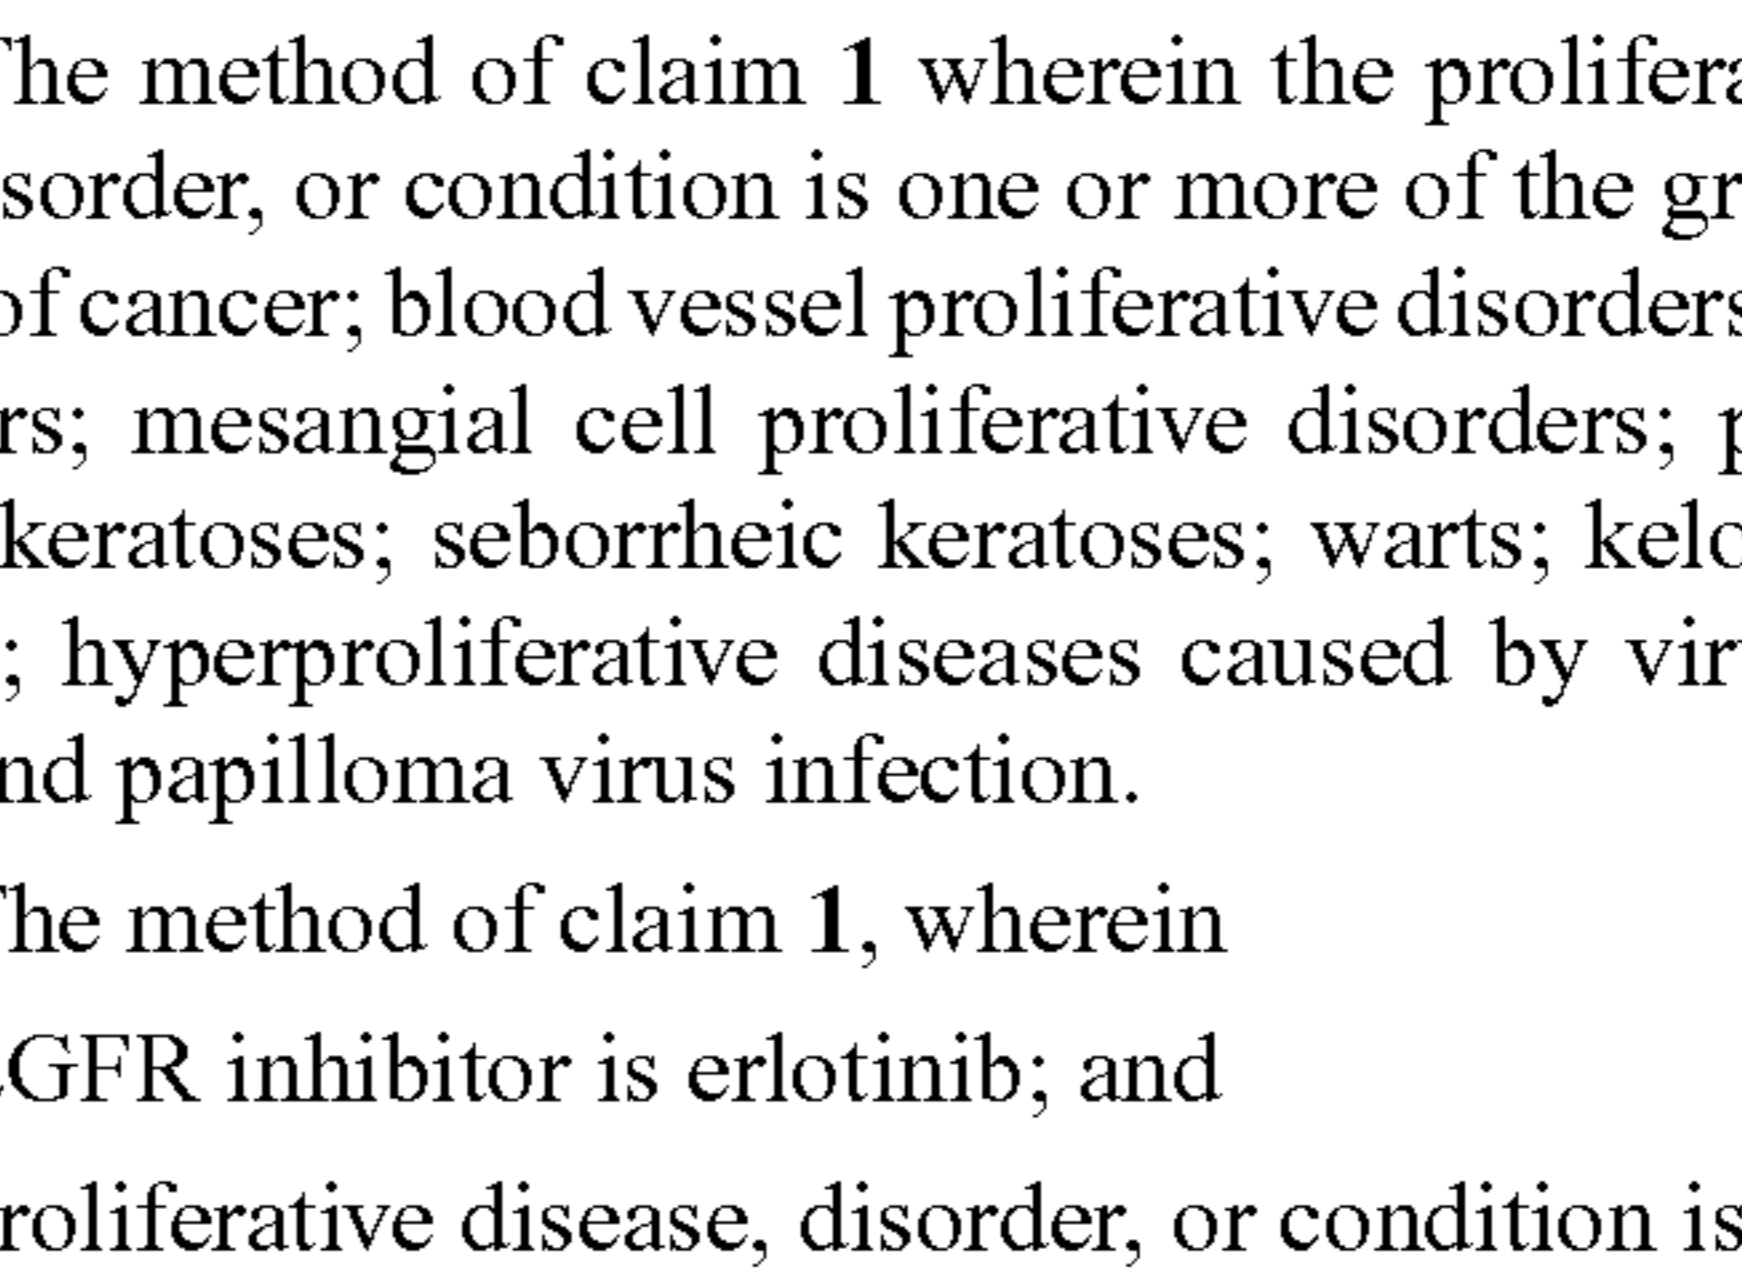 The method of claim 1 wherein the prolifera
sorder, or condition is one or more of the gr
of cancer; blood vessel proliferative disorders
rs; mesangial cell proliferative disorders; p
keratoses; seborrheic keratoses; warts; kelo
; hyperproliferative diseases caused by vir
nd papilloma virus infection.
The method of claim 1, wherein
EGFR inhibitor is erlotinib; and
roliferative disease, disorder, or condition is